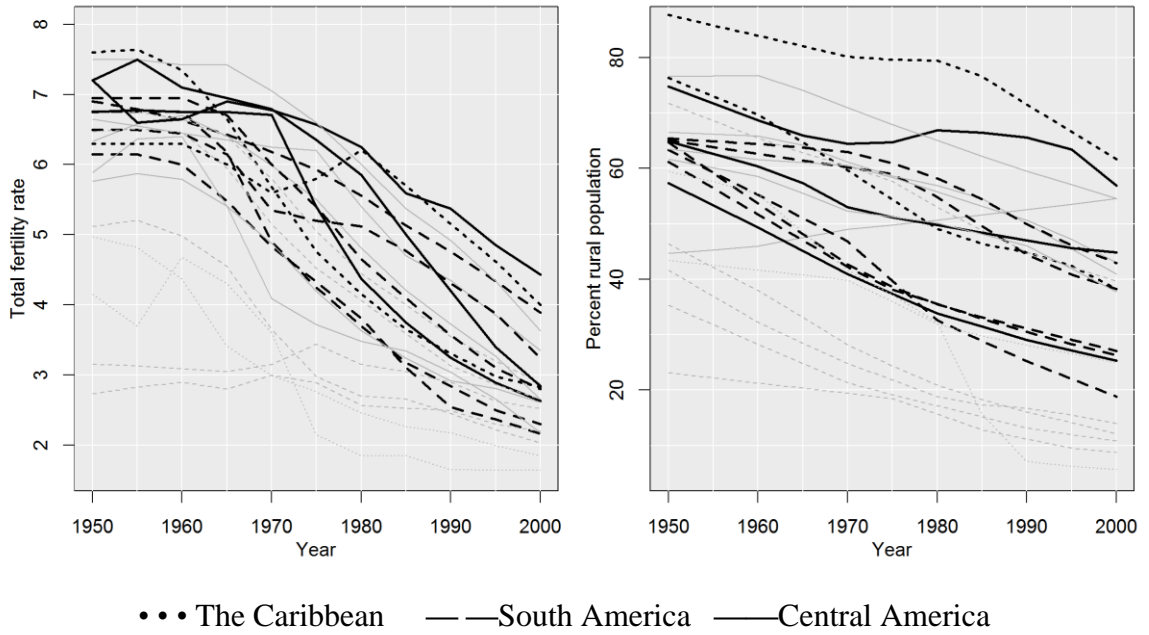 Total fertility rate
8
7
6
5
4
3
2
1950 1960 1970 1980 1990 2000
Year
Percent rural population
80
60
40
20
1950 1960 1970 1980 1990 2000
Year
The Caribbean South America Central America